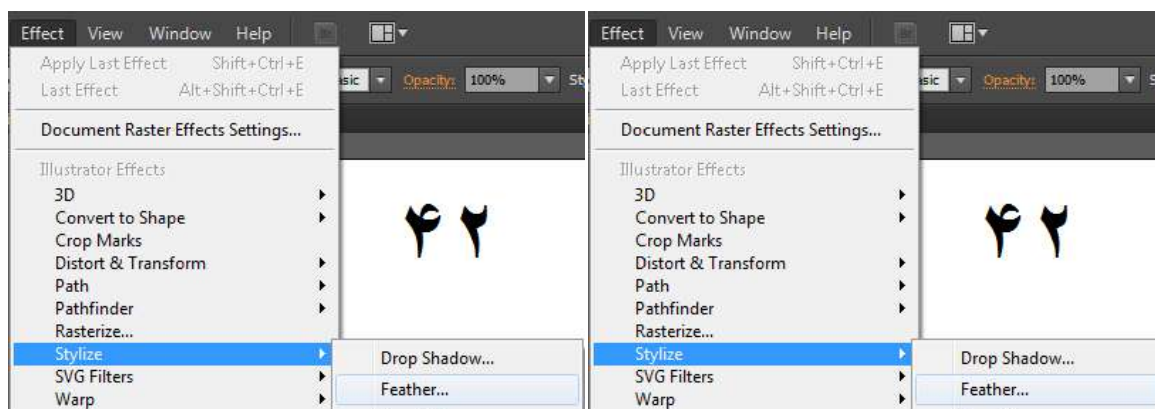 Effect View Window Help
Apply Last Effect Shift+Ctrl+E
Last Effect Alt+Shift+Ctrl+E
Opacity: 100%
Document Raster Effects Settings...
Illustrator Effects
3D
Convert to Shape
Crop Marks
Distort & Transform
Path
Pathfinder
Rasterize...
Stylize
SVG Filters
Warp
Drop Shadow...
Feather...
۴۲
Effect View Window Help
Apply Last Effect Shift+Ctrl+E
Last Effect Alt+Shift+Ctrl+E
Opacity: 100%
Document Raster Effects Settings...
Illustrator Effects
3D
Convert to Shape
Crop Marks
Distort & Transform
Path
Pathfinder
Rasterize...
Stylize
SVG Filters
Warp
Drop Shadow...
Feather...
۴۲